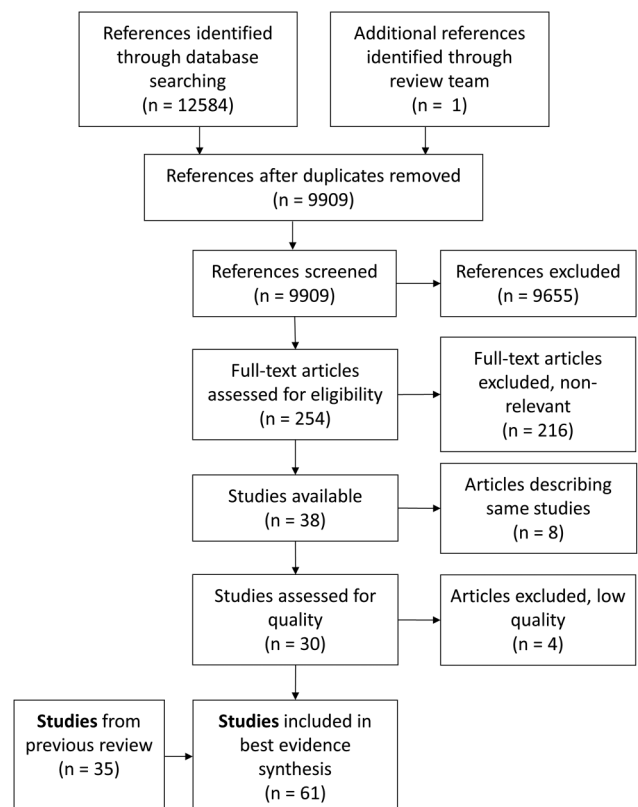 References identified
through database
searching
(n = 12584)
Additional references
identified through
review team
(n =  1)
References after duplicates removed
(n = 9909)
References screened
(n = 9909)
References excluded
(n = 9655)
Full-text articles
assessed for eligibility
(n = 254)
Full-text articles
excluded, non-
relevant
(n = 216)
Studies available
(n = 38)
Articles describing
same studies
(n = 8)
Studies assessed for
quality
(n = 30)
Articles excluded, low
quality
(n = 4)
Studies from
previous review
(n = 35)
Studies included in
best evidence
synthesis
(n = 61)